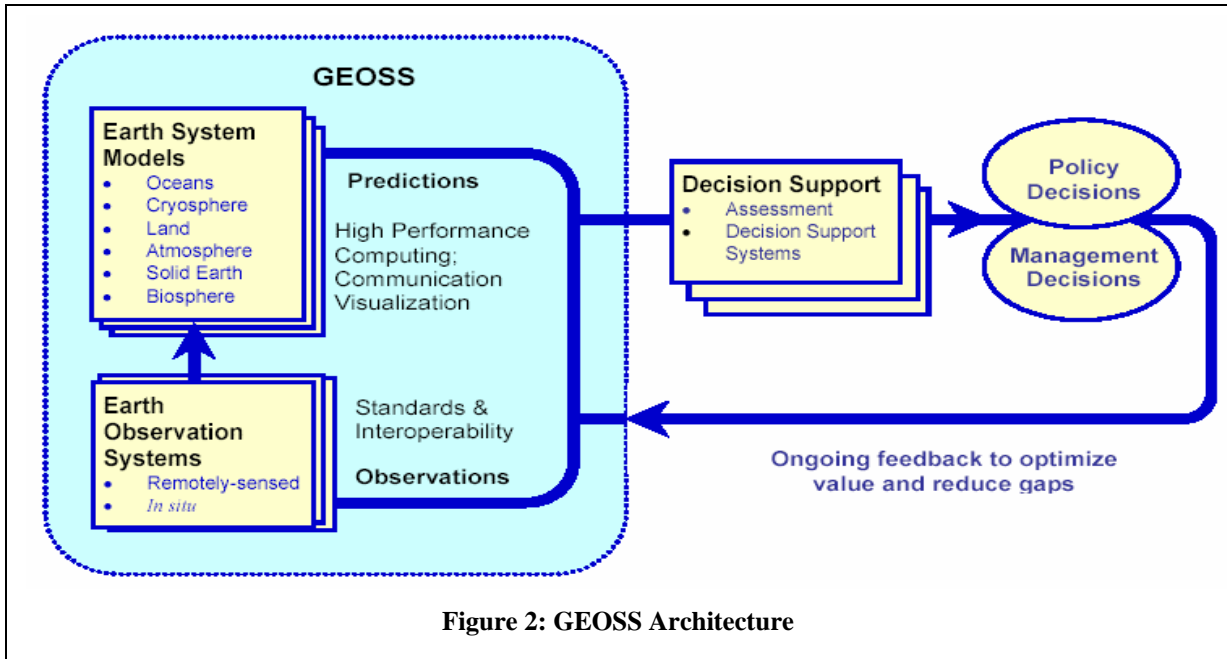 GEOSS
Earth System
Models
• Oceans
• Cryosphere
• Land
• Atmosphere
• Solid Earth
• Biosphere
Predictions
High Performance
Computing;
Communication
Visualization
Earth
Observation
Systems
• Remotely-sensed
• In situ
Standards &
Interoperability
Observations
Decision Support
• Assessment
• Decision Support
Systems
Policy
Decisions
Management
Decisions
Ongoing feedback to optimize
value and reduce gaps
Figure 2: GEOSS Architecture